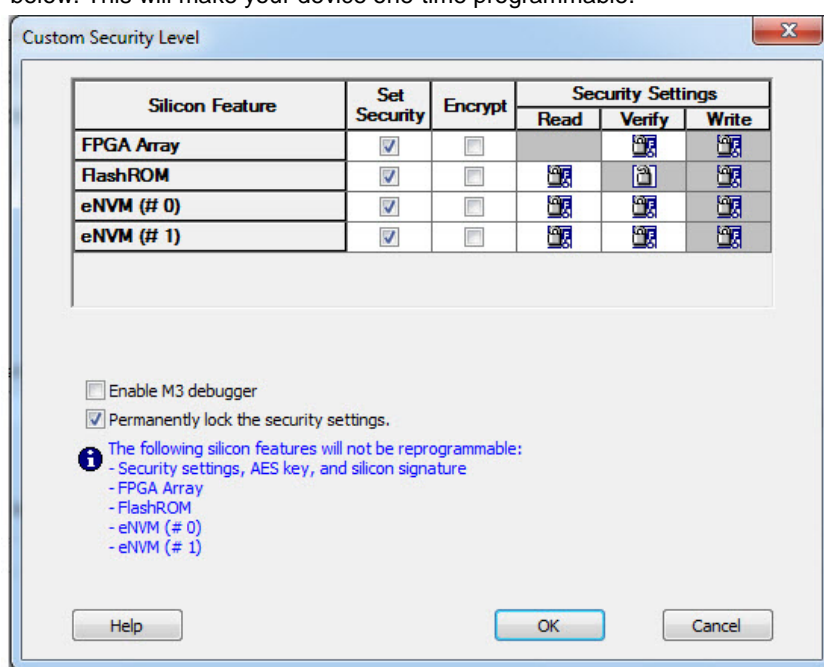 below. This will make your device one-time programmable.
Custom Security Level
Silicon Feature
Set Security
Encrypt
Security Settings
Read Verify Write
FPGA Array
FlashROM
eNVM (# 0)
eNVM (# 1)
Enable M3 debugger
Permanently lock the security settings.
The following silicon features will not be reprogrammable:
- Security settings, AES key, and silicon signature
- FPGA Array
- FlashROM
- eNVM (# 0)
- eNVM (# 1)
Help OK Cancel